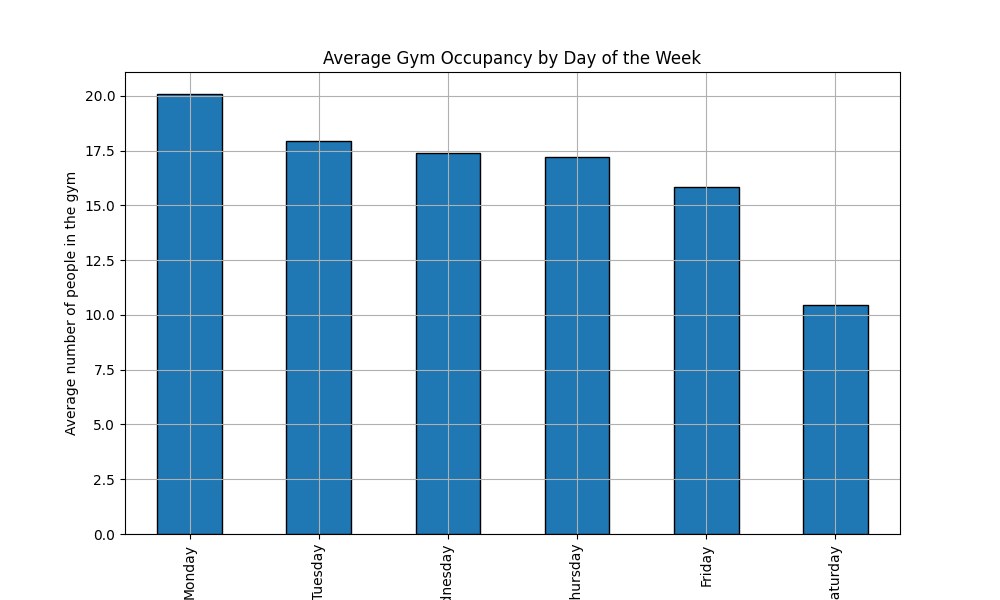 Average Gym Occupancy by Day of the Week
Average number of people in the gym
20.0
17.5
15.0
12.5
10.0
7.5
5.0
2.5
0.0
Monday
Tuesday
dnesday
hursday
Friday
aturday